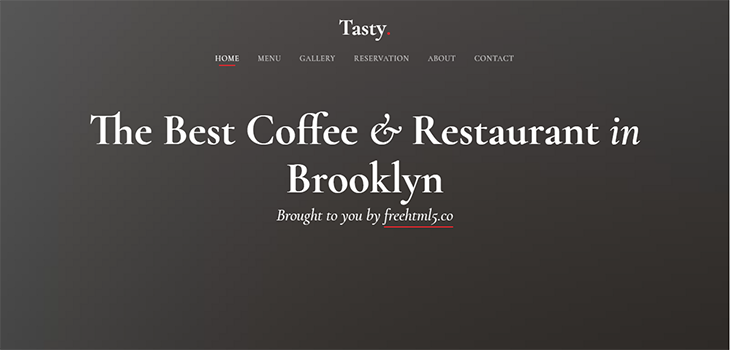 Tasty.
HOME MENU GALLERY RESERVATION ABOUT CONTACT
The Best Coffee & Restaurant in
Brooklyn
Brought to you by freehtml5.co